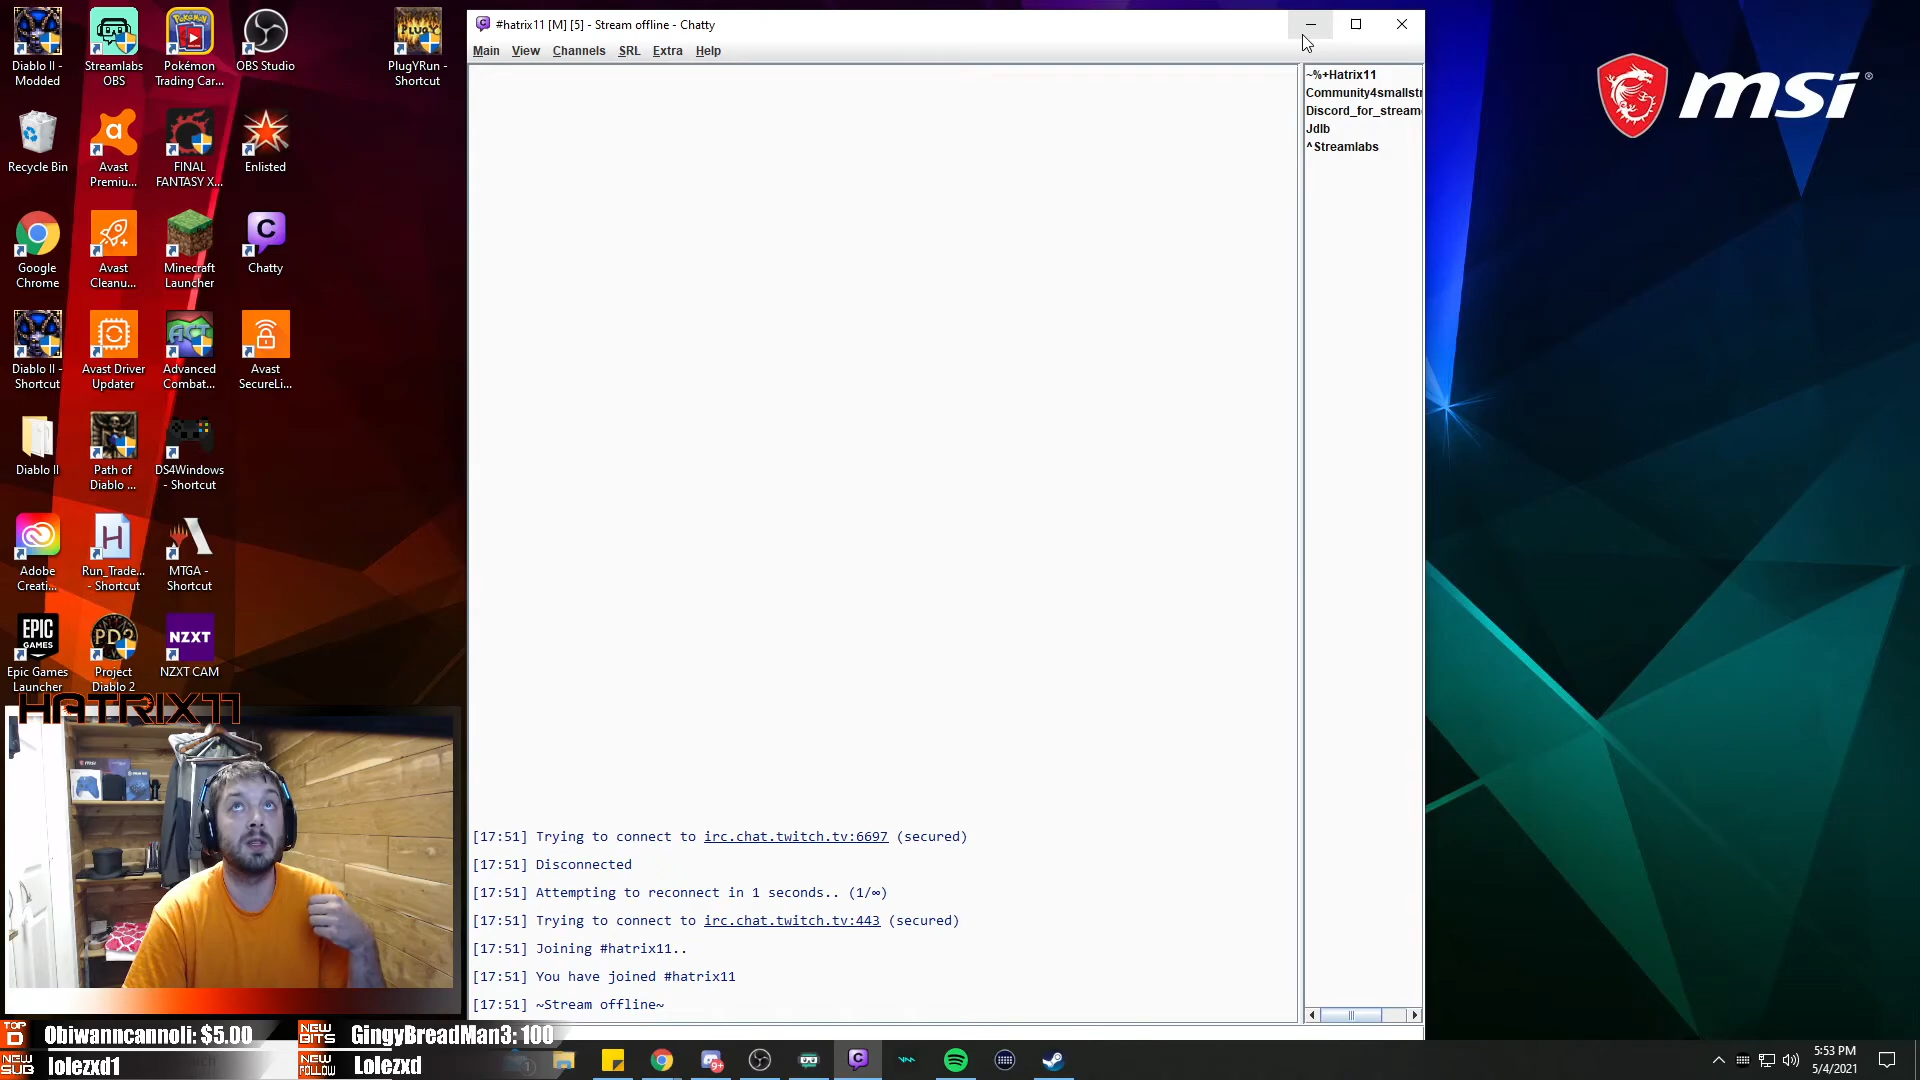 #hatrix11 [M] [5] - Stream offline - Chatty
Main View Channels SRL Extra Help
~%+Hatrix11
Community4smallstr
Discord_for_stream
Jdlb
^Streamlabs
[17:51] Trying to connect to irc.chat.twitch.tv:6697 (secured)
[17:51] Disconnected
[17:51] Attempting to reconnect in 1 seconds.. (1/∞)
[17:51] Trying to connect to irc.chat.twitch.tv:443 (secured)
[17:51] Joining #hatrix11..
[17:51] You have joined #hatrix11
[17:51] ~Stream offline~
Diablo II - Modded
Streamlabs OBS
Pokémon Trading Car...
OBS Studio
PlugYRun - Shortcut
Recycle Bin
Avast Premiu...
FINAL FANTASY X...
Enlisted
Google Chrome
Avast Cleanu...
Minecraft Launcher
Chatty
Diablo II - Shortcut
Avast Driver Updater
Advanced Combat...
Avast SecureLi...
Diablo II
Path of Diablo ...
DS4Windows - Shortcut
Adobe Creati...
Run_Trade... - Shortcut
MTGA - Shortcut
Epic Games Launcher
Project Diablo 2
NZXT CAM
EPIC GAMES
PD2
NZXT
ACT
PLUGY
msi
HATRIX11
TOP D Obiwanncannoli: $5.00
NEW BITS GingyBreadMan3: 100
NEW SUB lolezxd1
NEW FOLLOW Lolezxd
5:53 PM
5/4/2021